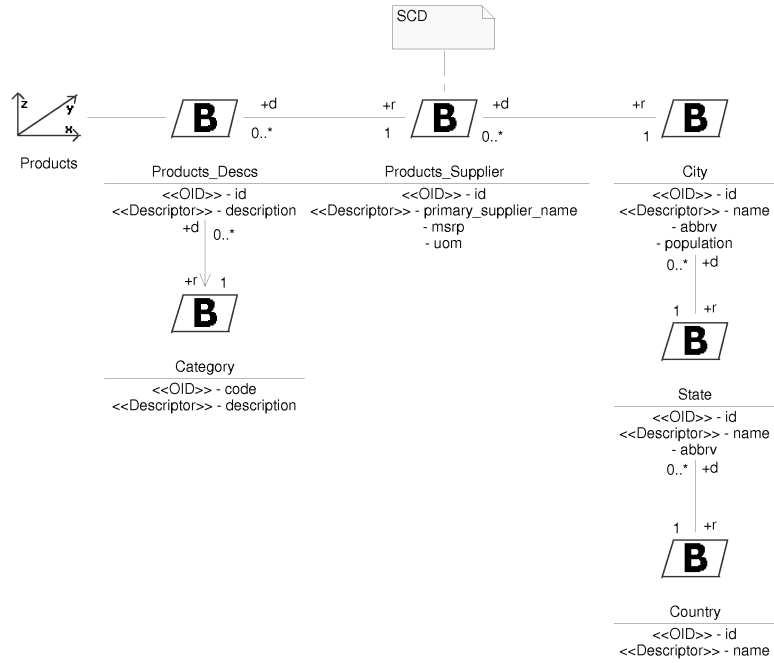 SCD
z
y
x
Products
B
+d
0..*
+r
1
B
+d
0..*
+r
1
B
Products_Descs
<<OID>> - id
<<Descriptor>> - description
Products_Supplier
<<OID>> - id
<<Descriptor>> - primary_supplier_name
- msrp
- uom
City
<<OID>> - id
<<Descriptor>> - name
- abbrv
- population
+d
0..*
+r
1
B
Category
<<OID>> - code
<<Descriptor>> - description
0..*
+d
1
+r
B
State
<<OID>> - id
<<Descriptor>> - name
- abbrv
0..*
+d
1
+r
B
Country
<<OID>> - id
<<Descriptor>> - name